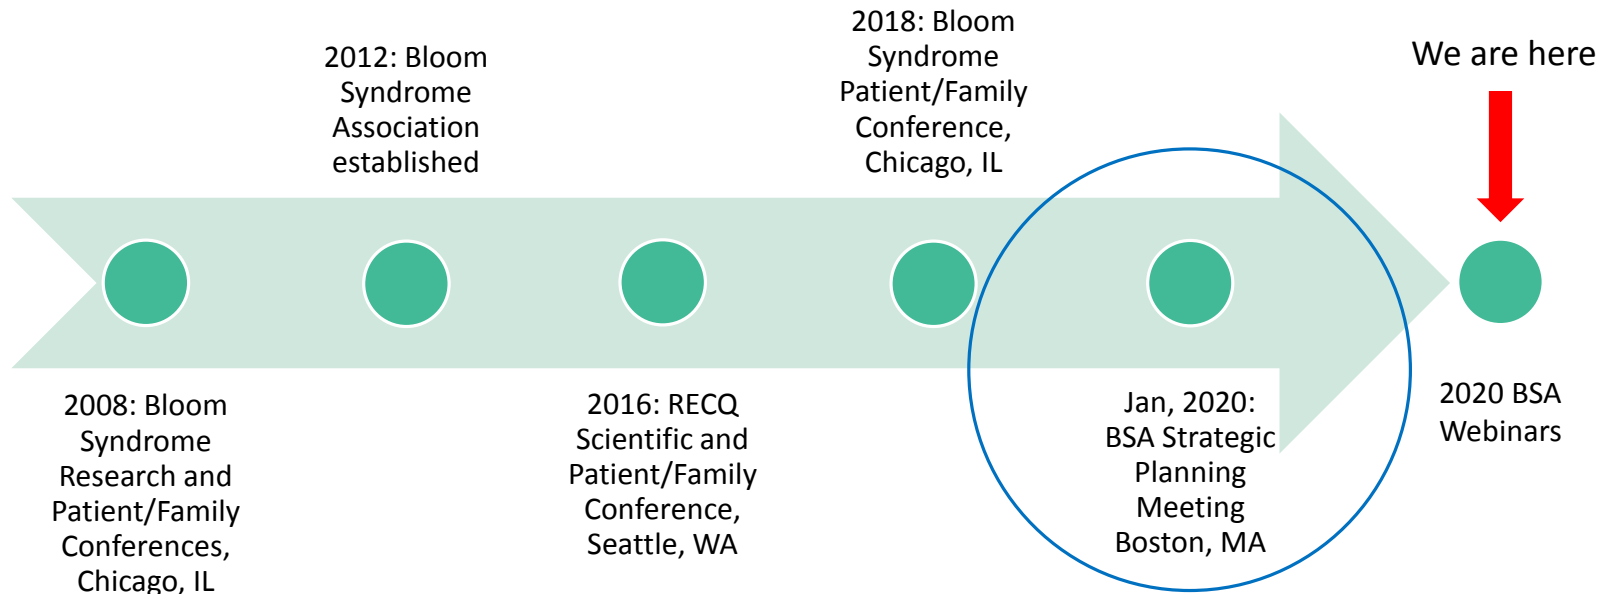 2008: Bloom
Syndrome
Research and
Patient/Family
Conferences,
Chicago, IL
2012: Bloom
Syndrome
Association
established
2016: RECQ
Scientific and
Patient/Family
Conference,
Seattle, WA
2018: Bloom
Syndrome
Patient/Family
Conference,
Chicago, IL
Jan, 2020:
BSA Strategic
Planning
Meeting
Boston, MA
We are here
2020 BSA
Webinars